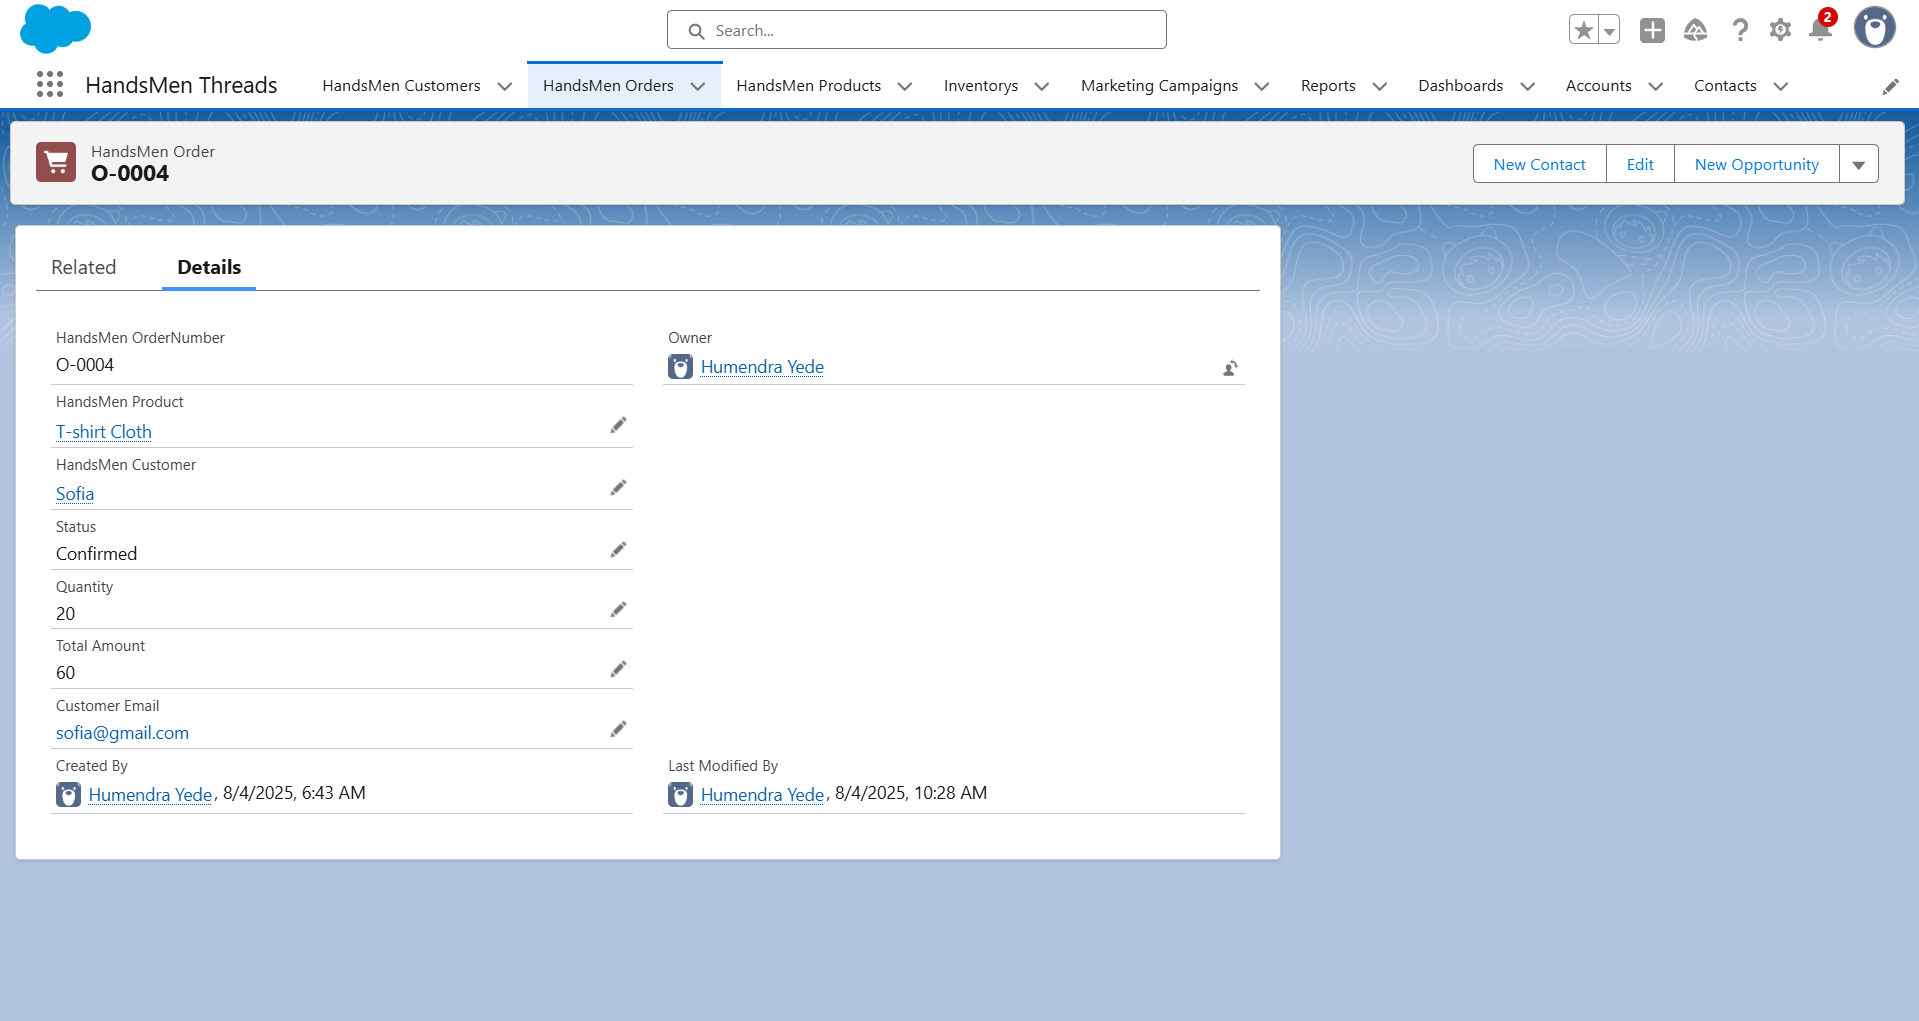 Search...
2
HandsMen Threads
HandsMen Customers
HandsMen Orders
HandsMen Products
Inventorys
Marketing Campaigns
Reports
Dashboards
Accounts
Contacts
HandsMen Order
O-0004
New Contact
Edit
New Opportunity
Related
Details
HandsMen OrderNumber
O-0004
Owner
Humendra Yede
HandsMen Product
T-shirt Cloth
HandsMen Customer
Sofia
Status
Confirmed
Quantity
20
Total Amount
60
Customer Email
sofia@gmail.com
Created By
Humendra Yede, 8/4/2025, 6:43 AM
Last Modified By
Humendra Yede, 8/4/2025, 10:28 AM